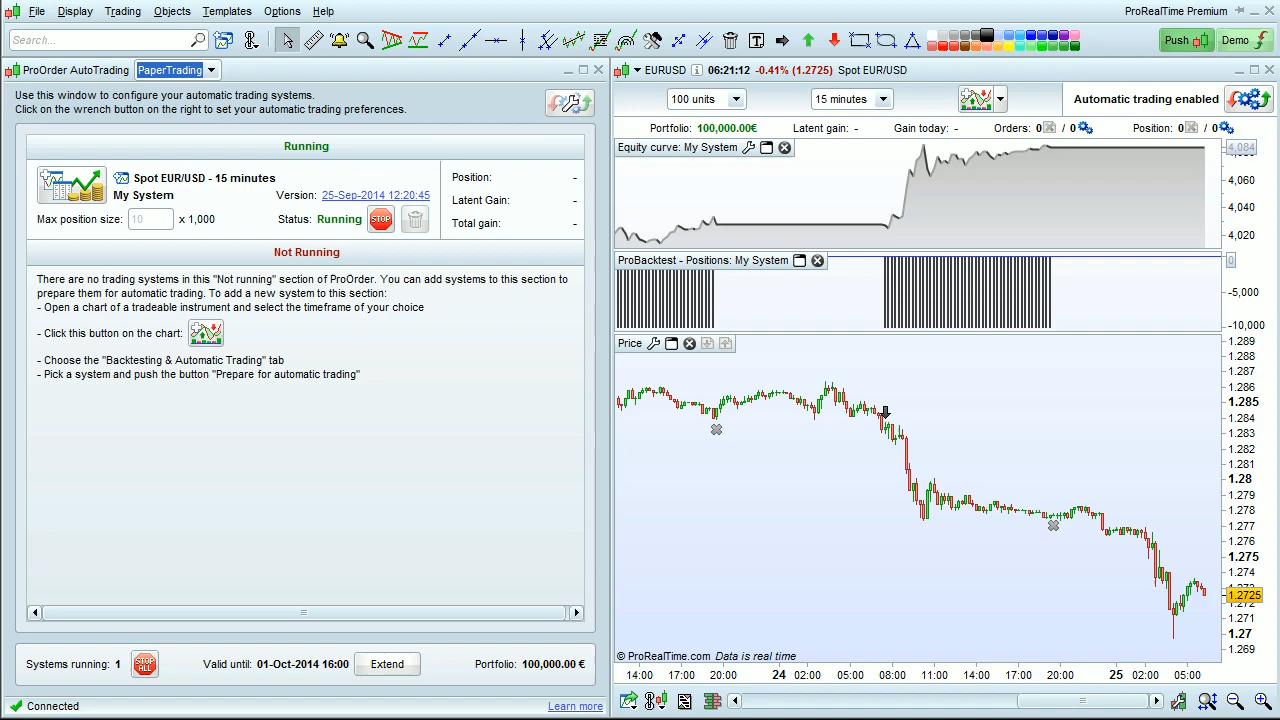 File Display Trading Objects Templates Options Help ProRealTime Premium
Search... Push Demo
ProOrder AutoTrading PaperTrading
Use this window to configure your automatic trading systems.
Click on the wrench button on the right to set your automatic trading preferences.
Running
Spot EUR/USD - 15 minutes
My System Version: 25-Sep-2014 12:20:45
Max position size: 10 x 1,000 Status: Running STOP
Position: -
Latent Gain: -
Total gain: -
Not Running
There are no trading systems in this "Not running" section of ProOrder. You can add systems to this section to
prepare them for automatic trading. To add a new system to this section:
- Open a chart of a tradeable instrument and select the timeframe of your choice
- Click this button on the chart:
- Choose the "Backtesting & Automatic Trading" tab
- Pick a system and push the button "Prepare for automatic trading"
Systems running: 1 STOP ALL Valid until: 01-Oct-2014 16:00 Extend Portfolio: 100,000.00 €
Connected Learn more
EURUSD 06:21:12 -0.41% (1.2725) Spot EUR/USD
100 units 15 minutes Automatic trading enabled
Portfolio: 100,000.00€ Latent gain: - Gain today: - Orders: 0 / 0 Position: 0 / 0
Equity curve: My System
4,084
4,060
4,040
4,020
ProBacktest - Positions: My System
0
-5,000
-10,000
Price
1.289
1.288
1.287
1.286
1.285
1.284
1.283
1.282
1.281
1.28
1.279
1.278
1.277
1.276
1.275
1.274
1.2725
1.272
1.271
1.27
1.269
© ProRealTime.com Data is real time
14:00 17:00 20:00 24 02:00 05:00 08:00 11:00 14:00 17:00 20:00 25 02:00 05:00